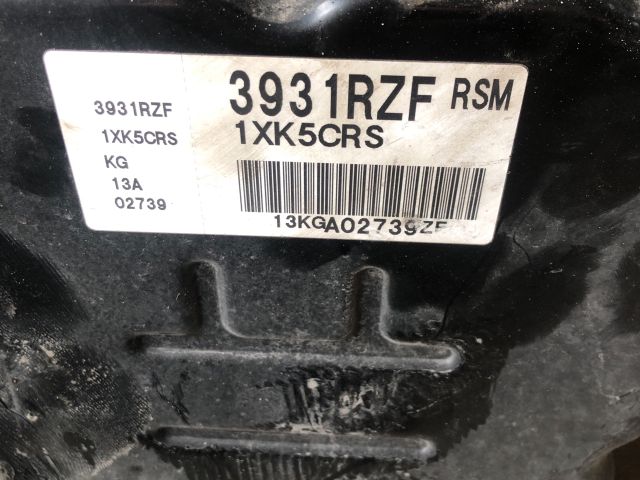 3931RZF
1XK5CRS
KG
13A
02739
3931RZF RSM
1XK5CRS
13KGA02739ZF